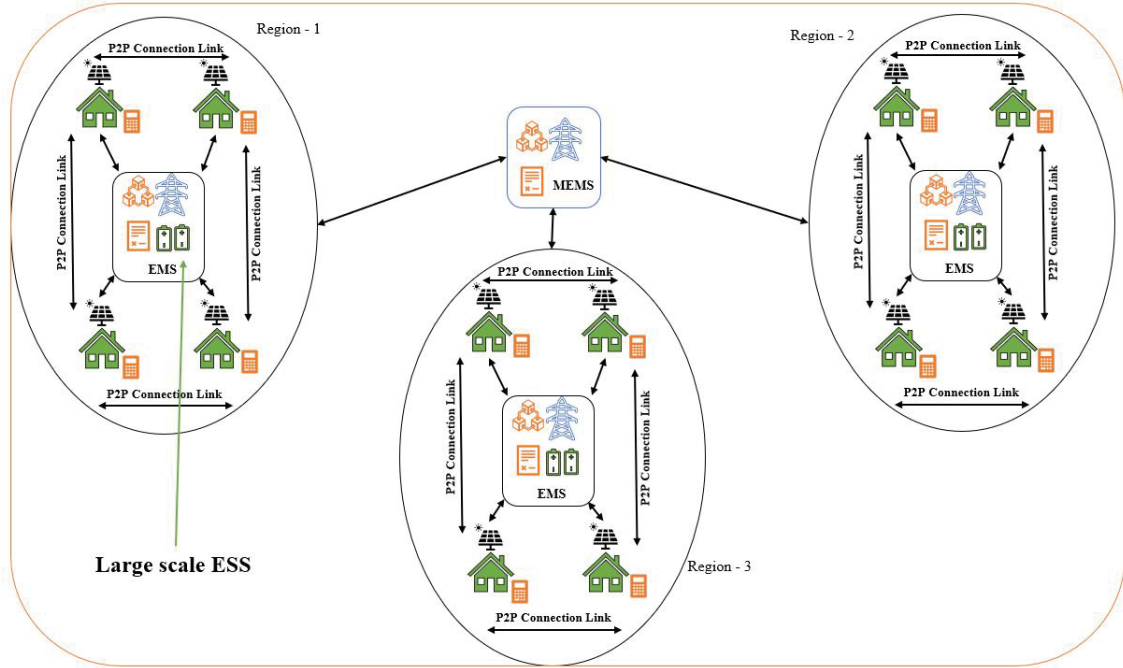 Region - 1
P2P Connection Link
P2P Connection Link
P2P Connection Link
EMS
P2P Connection Link
Large scale ESS
MEMS
Region - 2
P2P Connection Link
P2P Connection Link
P2P Connection Link
EMS
P2P Connection Link
P2P Connection Link
P2P Connection Link
P2P Connection Link
EMS
Region - 3
P2P Connection Link